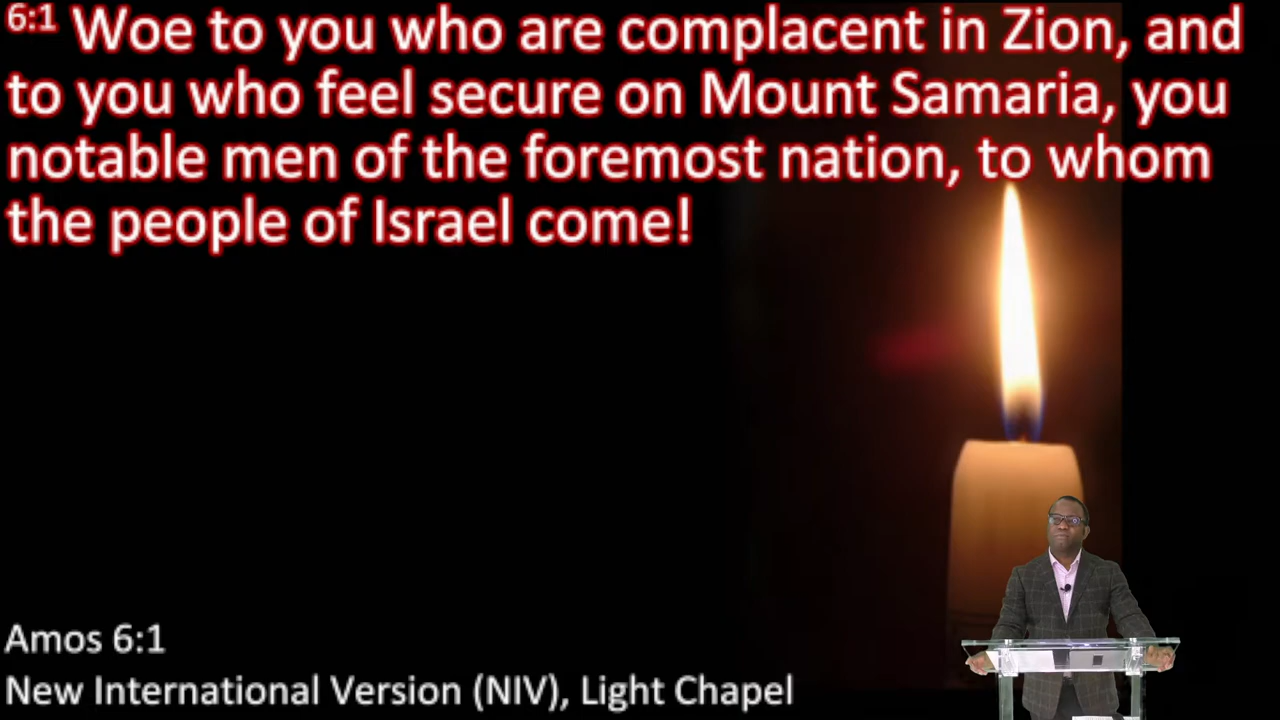 6:1 Woe to you who are complacent in Zion, and
to you who feel secure on Mount Samaria, you
notable men of the foremost nation, to whom
the people of Israel come!
Amos 6:1
New International Version (NIV), Light Chapel